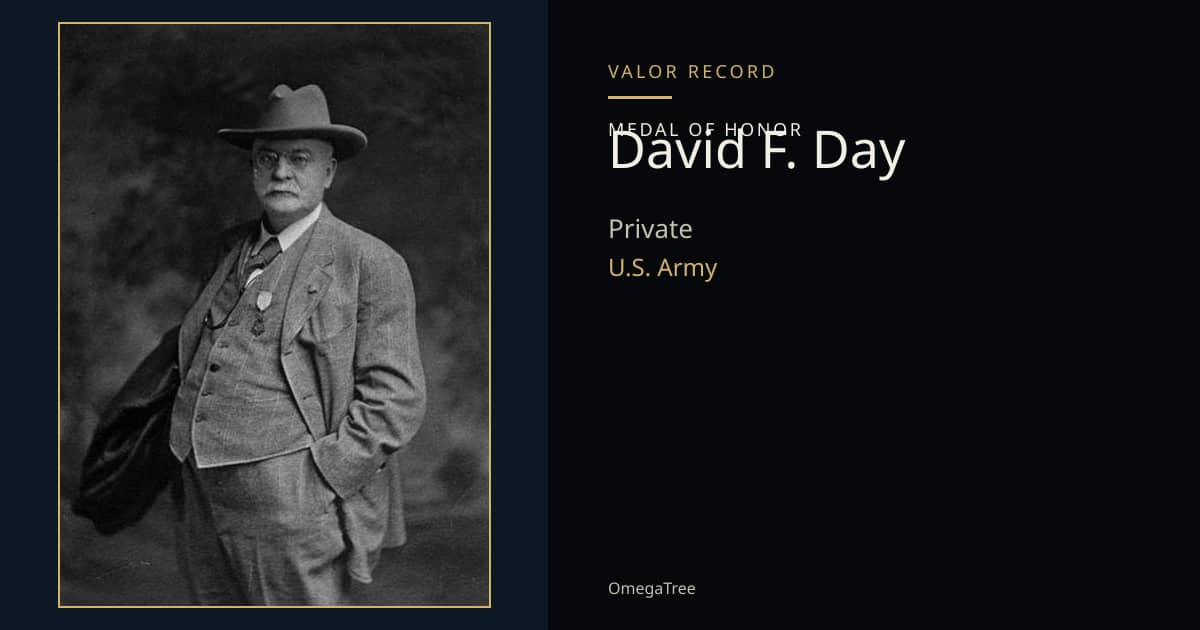 VALOR RECORD
MEDAL OF HONOR
David F. Day
Private
U.S. Army
OmegaTree